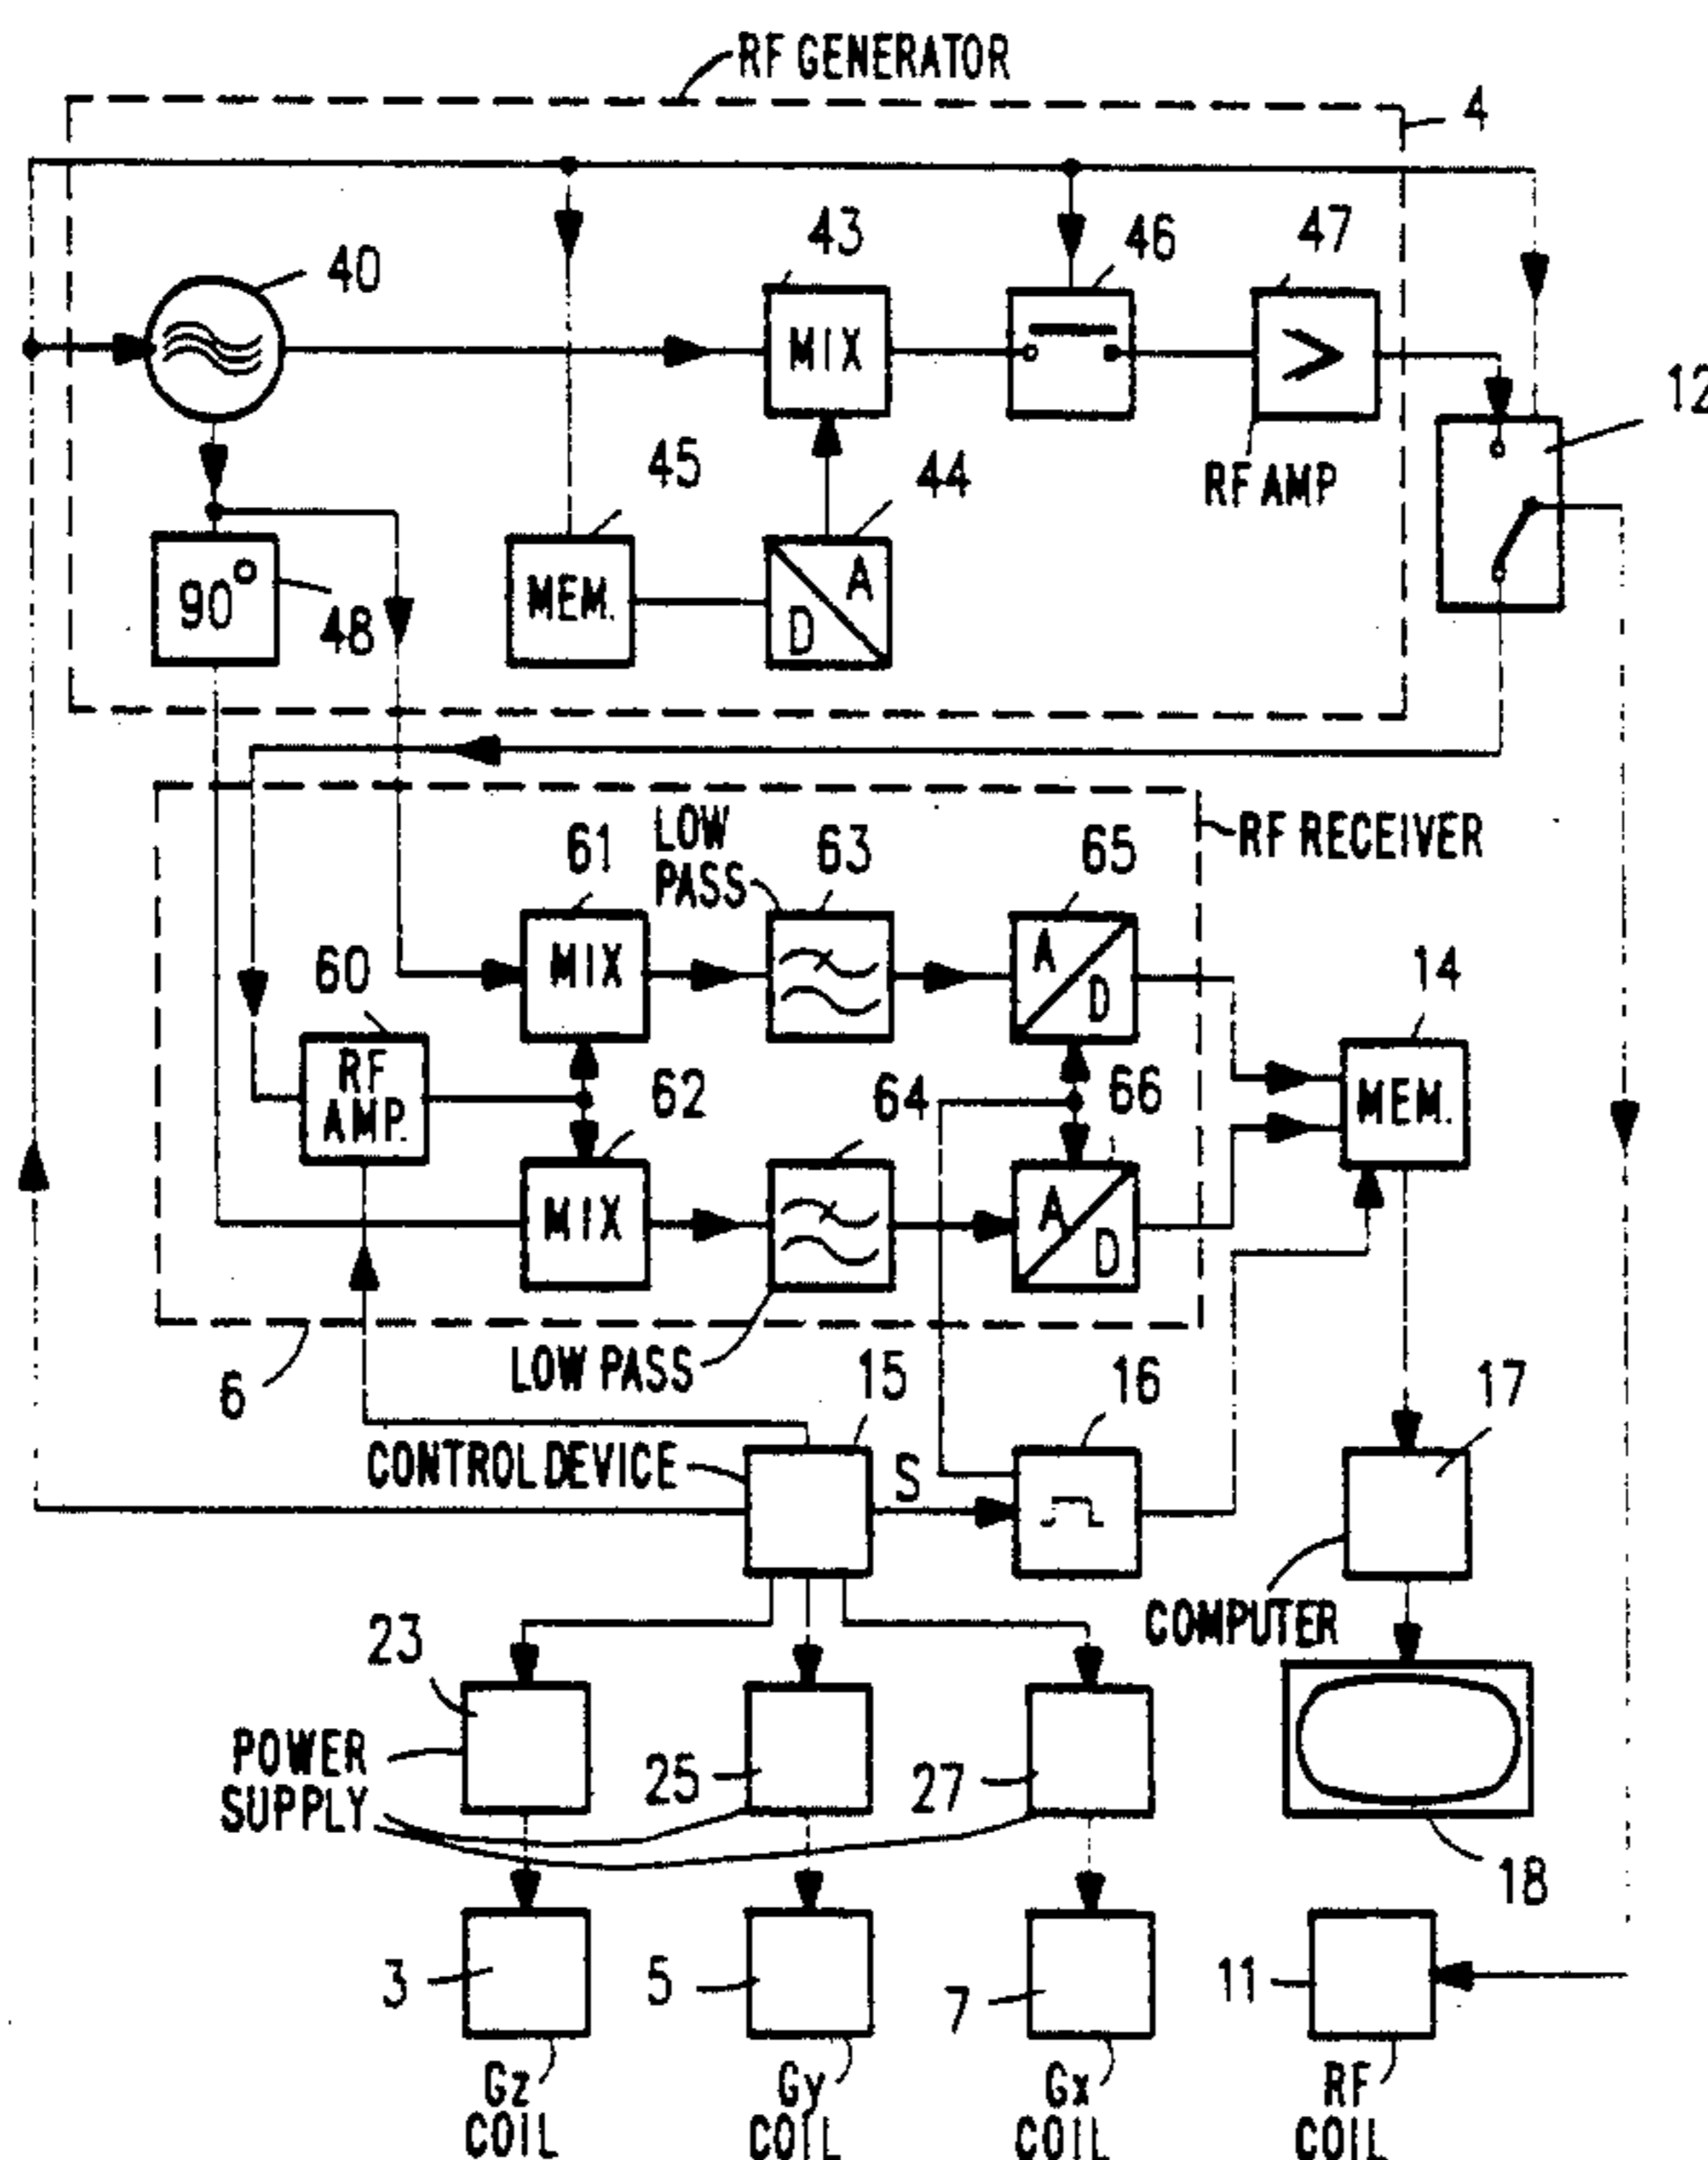 RF GENERATOR
4
40
43
46
47
MIX
>
12
RF AMP
45
44
90°
48
MEM.
A
D
LOW
PASS
61
63
65
RF RECEIVER
60
MIX
A
D
14
RF
AMP.
62
64
66
MEM.
MIX
A
D
6
LOW PASS
15
16
17
CONTROL DEVICE
S
COMPUTER
23
POWER
SUPPLY
25
27
18
3
5
7
11
Gz
COIL
Gy
COIL
Gx
COIL
RF
COIL